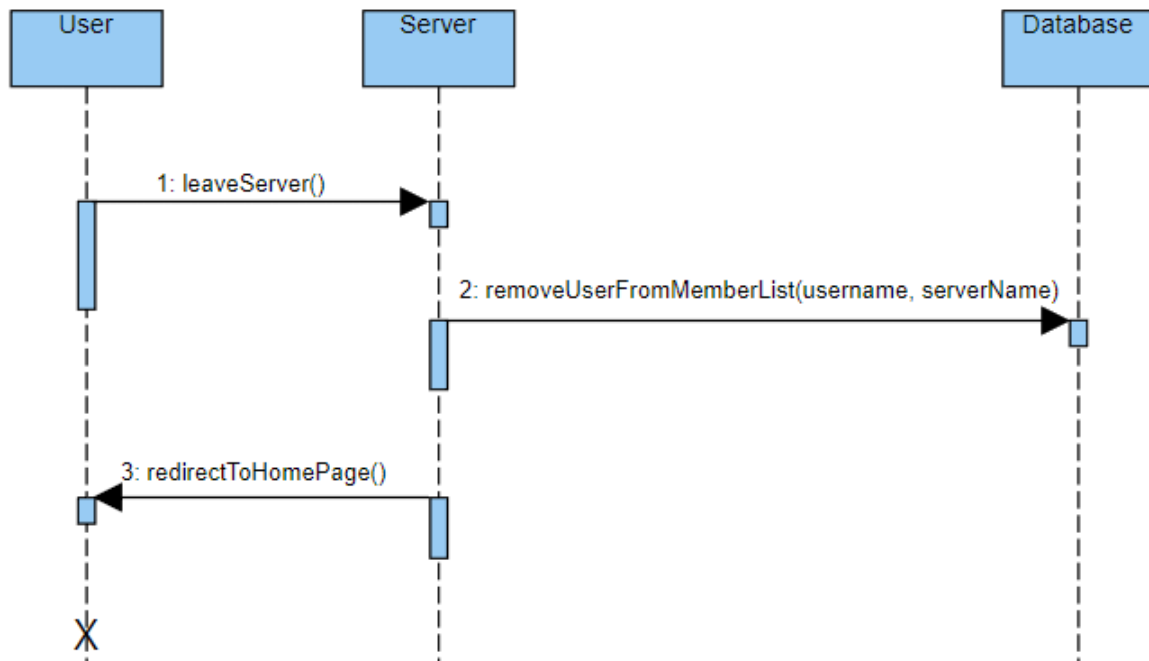 User
Server
Database
1: leaveServer()
2: removeUserFromMemberList(username, serverName)
3: redirectToHomePage()
X